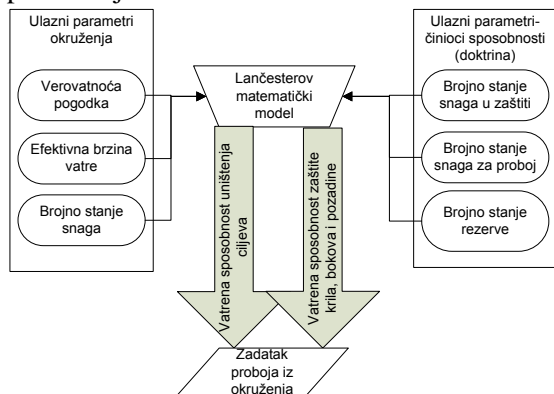 Ulazni parametri
okruženja
Verovatnoća
pogodka
Efektivna brzina
vatre
Brojno stanje
snaga
Lančesterov
matematički
model
Ulazni parametri-
činioci sposobnosti
(doktrina)
Brojno stanje
snaga u zaštiti
Brojno stanje
snaga za proboj
Brojno stanje
rezerve
Vatrena sposobnost uništenja
ciljeva
Vatrena sposobnost zaštite
krila, bokova i pozadine
Zadatak
proboja iz
okruženja